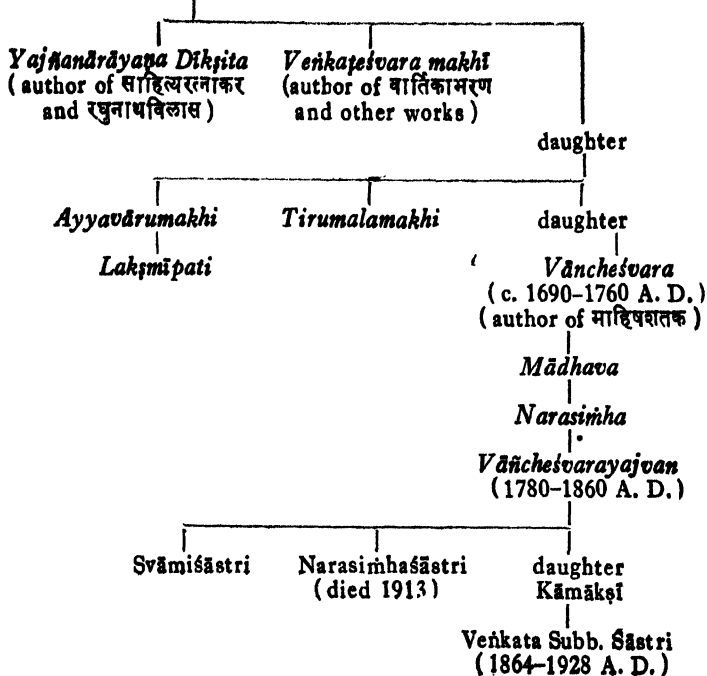 Yajñanārāyaṇa Dīkṣita
(author of साहित्यरत्नाकर
and रघुनाथविलास)
Veṅkaṭeśvara makhī
(author of वार्तिकाभरण
and other works)
daughter
Ayyavārumakhi
Tirumalamakhi
daughter
Lakṣmīpati
Vāncheśvara
(c. 1690–1760 A. D.)
(author of माहिषशतक)
Mādhava
Narasiṁha
Vāñcheśvarayajvan
(1780–1860 A. D.)
Svāmiśāstri
Narasiṁhaśāstri
(died 1913)
daughter
Kāmākṣī
Veṅkata Subb. Śāstri
(1864–1928 A. D.)